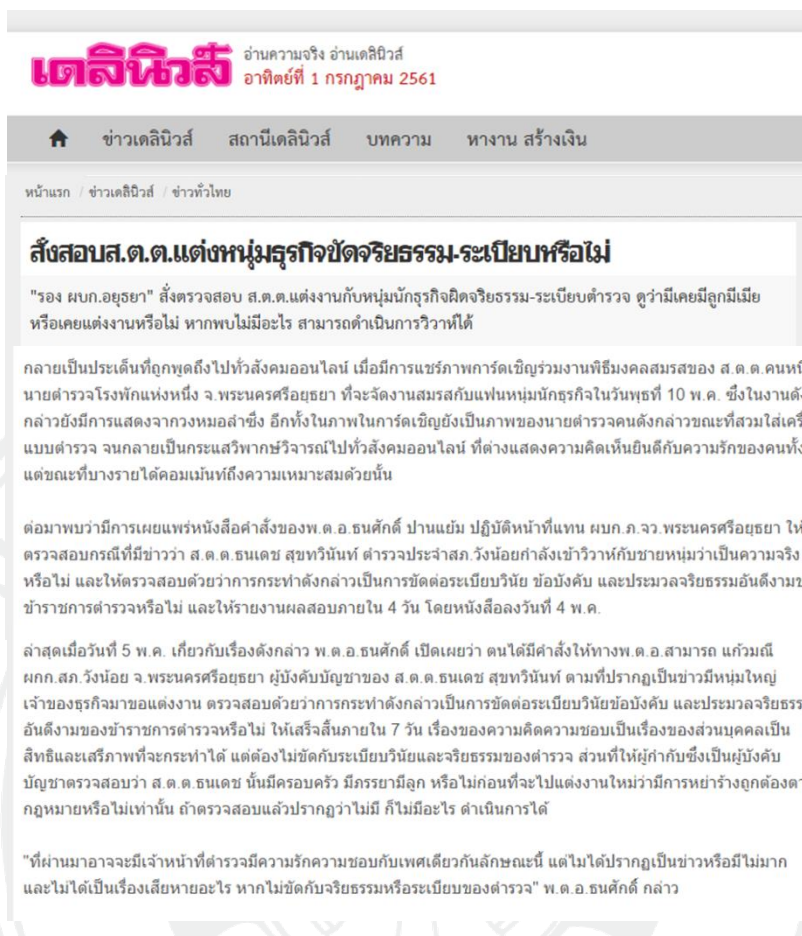 เดลินิวส์
อ่านความจริง อ่านเดลินิวส์
อาทิตย์ที่ 1 กรกฎาคม 2561
ข่าวเดลินิวส์ สถานีเดลินิวส์ บทความ หางาน สร้างเงิน
หน้าแรก / ข่าวเดลินิวส์ / ข่าวทั่วไทย
สั่งสอบส.ต.ต.แต่งหนุ่มธุรกิจขัดจริยธรรม-ระเบียบหรือไม่
"รอง ผบก.อยุธยา" สั่งตรวจสอบ ส.ต.ต.แต่งงานกับหนุ่มนักธุรกิจผิดจริยธรรม-ระเบียบตำรวจ ดูว่ามีเคยมีลูกมีเมีย
หรือเคยแต่งงานหรือไม่ หากพบไม่มีอะไร สามารถดำเนินการวิวาห์ได้
กลายเป็นประเด็นที่ถูกพูดถึงไปทั่วสังคมออนไลน์ เมื่อมีการแชร์ภาพการ์ดเชิญร่วมงานพิธีมงคลสมรสของ ส.ต.ต.คนหนึ
นายตำรวจโรงพักแห่งหนึ่ง จ.พระนครศรีอยุธยา ที่จะจัดงานสมรสกับแฟนหนุ่มนักธุรกิจในวันพุธที่ 10 พ.ค. ซึ่งในงานดัง
กล่าวยังมีการแสดงจากวงหมอลำซิ่ง อีกทั้งในภาพในการ์ดเชิญยังเป็นภาพของนายตำรวจคนดังกล่าวขณะที่สวมใส่เครื
แบบตำรวจ จนกลายเป็นกระแสวิพากษ์วิจารณ์ไปทั่วสังคมออนไลน์ ที่ต่างแสดงความคิดเห็นยินดีกับความรักของคนทั้ง
แต่ขณะที่บางรายได้คอมเม้นท์ถึงความเหมาะสมด้วยนั้น
ต่อมาพบว่ามีการเผยแพร่หนังสือคำสั่งของพ.ต.อ.ธนศักดิ์ ปานแย้ม ปฏิบัติหน้าที่แทน ผบก.ภ.จว.พระนครศรีอยุธยา ให้
ตรวจสอบกรณีที่มีข่าวว่า ส.ต.ต.ธนเดช สุขทวินันท์ ตำรวจประจำสภ.วังน้อยกำลังเข้าวิวาห์กับชายหนุ่มว่าเป็นความจริง
หรือไม่ และให้ตรวจสอบด้วยว่าการกระทำดังกล่าวเป็นการขัดต่อระเบียบวินัย ข้อบังคับ และประมวลจริยธรรมอันดีงามข
ข้าราชการตำรวจหรือไม่ และให้รายงานผลสอบภายใน 4 วัน โดยหนังสือลงวันที่ 4 พ.ค.
ล่าสุดเมื่อวันที่ 5 พ.ค. เกี่ยวกับเรื่องดังกล่าว พ.ต.อ.ธนศักดิ์ เปิดเผยว่า ตนได้มีคำสั่งให้ทางพ.ต.อ.สามารถ แก้วมณี
ผกก.สภ.วังน้อย จ.พระนครศรีอยุธยา ผู้บังคับบัญชาของ ส.ต.ต.ธนเดช สุขทวินันท์ ตามที่ปรากฏเป็นข่าวมีหนุ่มใหญ่
เจ้าของธุรกิจมาขอแต่งงาน ตรวจสอบด้วยว่าการกระทำดังกล่าวเป็นการขัดต่อระเบียบวินัยข้อบังคับ และประมวลจริยธรร
อันดีงามของข้าราชการตำรวจหรือไม่ ให้เสร็จสิ้นภายใน 7 วัน เรื่องของความคิดความชอบเป็นเรื่องของส่วนบุคคลเป็น
สิทธิและเสรีภาพที่จะกระทำได้ แต่ต้องไม่ขัดกับระเบียบวินัยและจริยธรรมของตำรวจ ส่วนที่ให้ผู้กำกับซึ่งเป็นผู้บังคับ
บัญชาตรวจสอบว่า ส.ต.ต.ธนเดช นั้นมีครอบครัว มีภรรยามีลูก หรือไม่ก่อนที่จะไปแต่งงานใหม่ว่ามีการหย่าร้างถูกต้องตา
กฎหมายหรือไม่เท่านั้น ถ้าตรวจสอบแล้วปรากฏว่าไม่มี ก็ไม่มีอะไร ดำเนินการได้
"ที่ผ่านมาอาจจะมีเจ้าหน้าที่ตำรวจมีความรักความชอบกับเพศเดียวกันลักษณะนี้ แต่ไม่ได้ปรากฏเป็นข่าวหรือมีไม่มาก
และไม่ได้เป็นเรื่องเสียหายอะไร หากไม่ขัดกับจริยธรรมหรือระเบียบของตำรวจ" พ.ต.อ.ธนศักดิ์ กล่าว